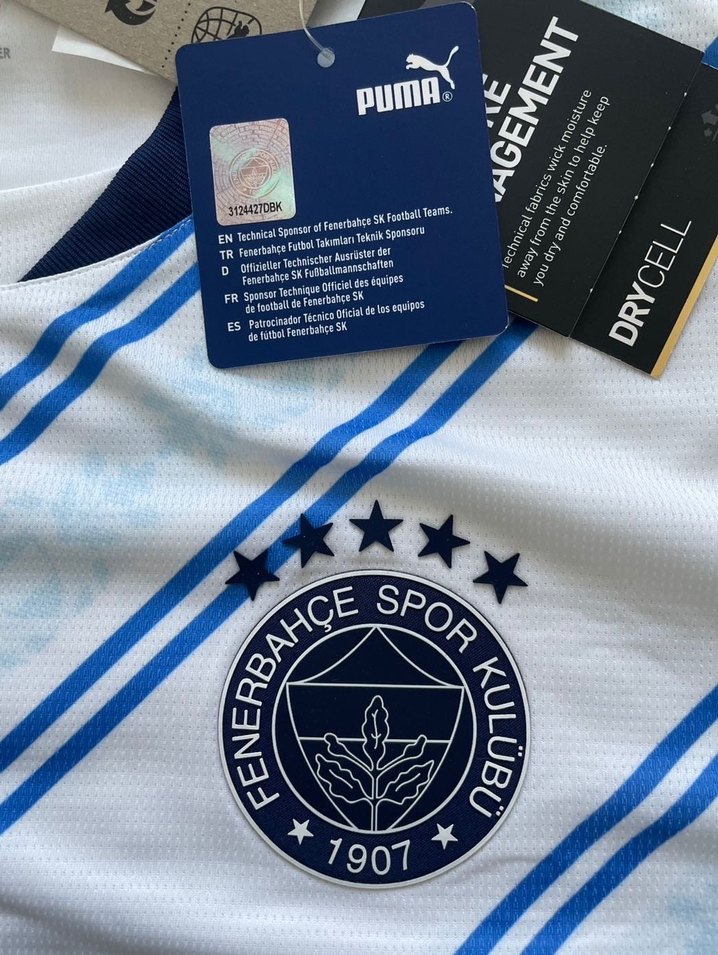 PUMA®
3124427DBK
EN Technical Sponsor of Fenerbahçe SK Football Teams.
TR Fenerbahçe Futbol Takımları Teknik Sponsoru
D Offizieller Technischer Ausrüster der
Fenerbahçe SK Fußballmannschaften
FR Sponsor Technique Officiel des équipes
de football de Fenerbahçe SK
ES Patrocinador Técnico Oficial de los equipos
de fútbol Fenerbahçe SK
technical fabrics wick moisture
away from the skin to help keep
you dry and comfortable.
DRYCELL
FENERBAHÇE SPOR KULÜBÜ
1907